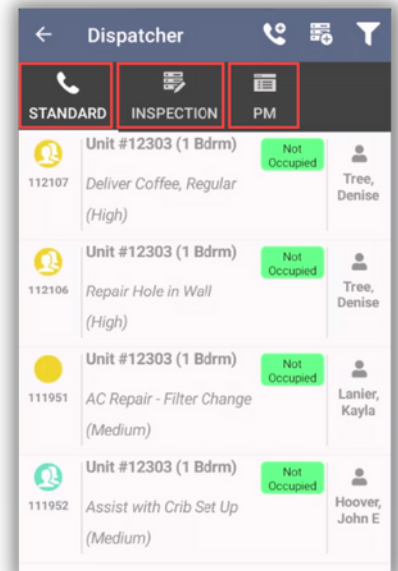 Dispatcher
STANDARD INSPECTION PM
Unit #12303 (1 Bdrm) Not
Occupied
112107 Deliver Coffee, Regular Tree,
Denise
(High)
Unit #12303 (1 Bdrm) Not
Occupied
112106 Repair Hole in Wall Tree,
Denise
(High)
Unit #12303 (1 Bdrm) Not
Occupied
111951 AC Repair - Filter Change Lanier,
Kayla
(Medium)
Unit #12303 (1 Bdrm) Not
Occupied
111952 Assist with Crib Set Up Hoover,
John E
(Medium)